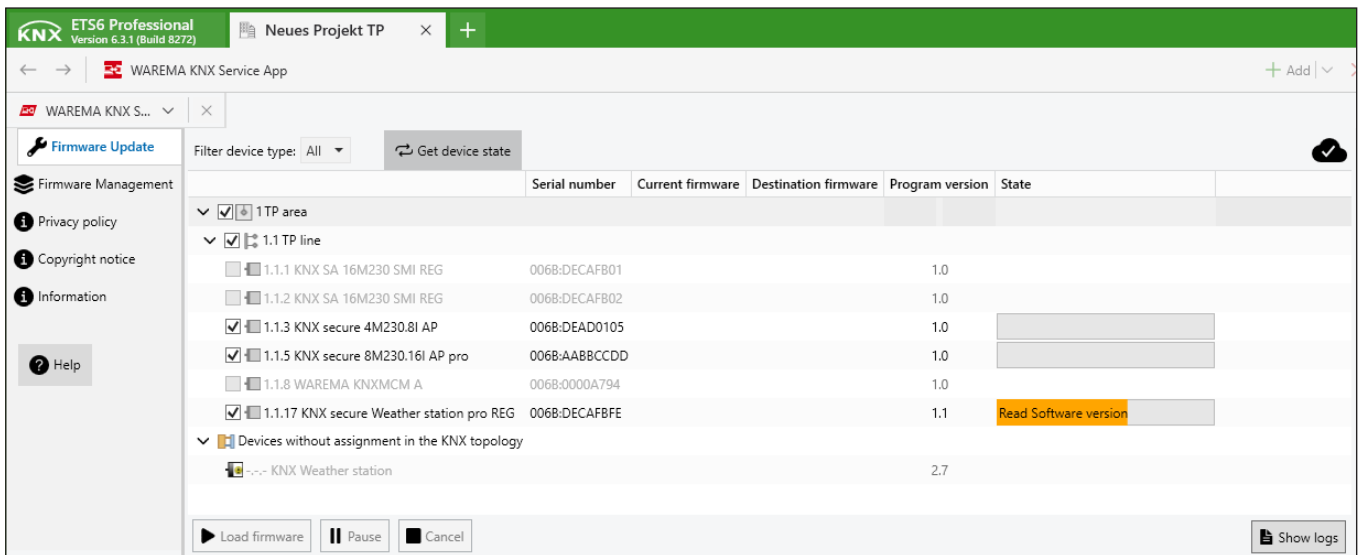 KNX ETS6 Professional
Version 6.3.1 (Build 8272)
Neues Projekt TP
WAREMA KNX Service App
Add
WAREMA KNX S...
Firmware Update
Firmware Management
Privacy policy
Copyright notice
Information
Help
Filter device type: All
Get device state
Serial number Current firmware Destination firmware Program version State
1 TP area
1.1 TP line
1.1.1 KNX SA 16M230 SMI REG 006B:DECAFB01 1.0
1.1.2 KNX SA 16M230 SMI REG 006B:DECAFB02 1.0
1.1.3 KNX secure 4M230.8I AP 006B:DEAD0105 1.0
1.1.5 KNX secure 8M230.16I AP pro 006B:AABBCCDD 1.0
1.1.8 WAREMA KNXMCM A 006B:0000A794 1.0
1.1.17 KNX secure Weather station pro REG 006B:DECAFBFE 1.1 Read Software version
Devices without assignment in the KNX topology
-.-.- KNX Weather station 2.7
Load firmware Pause Cancel Show logs